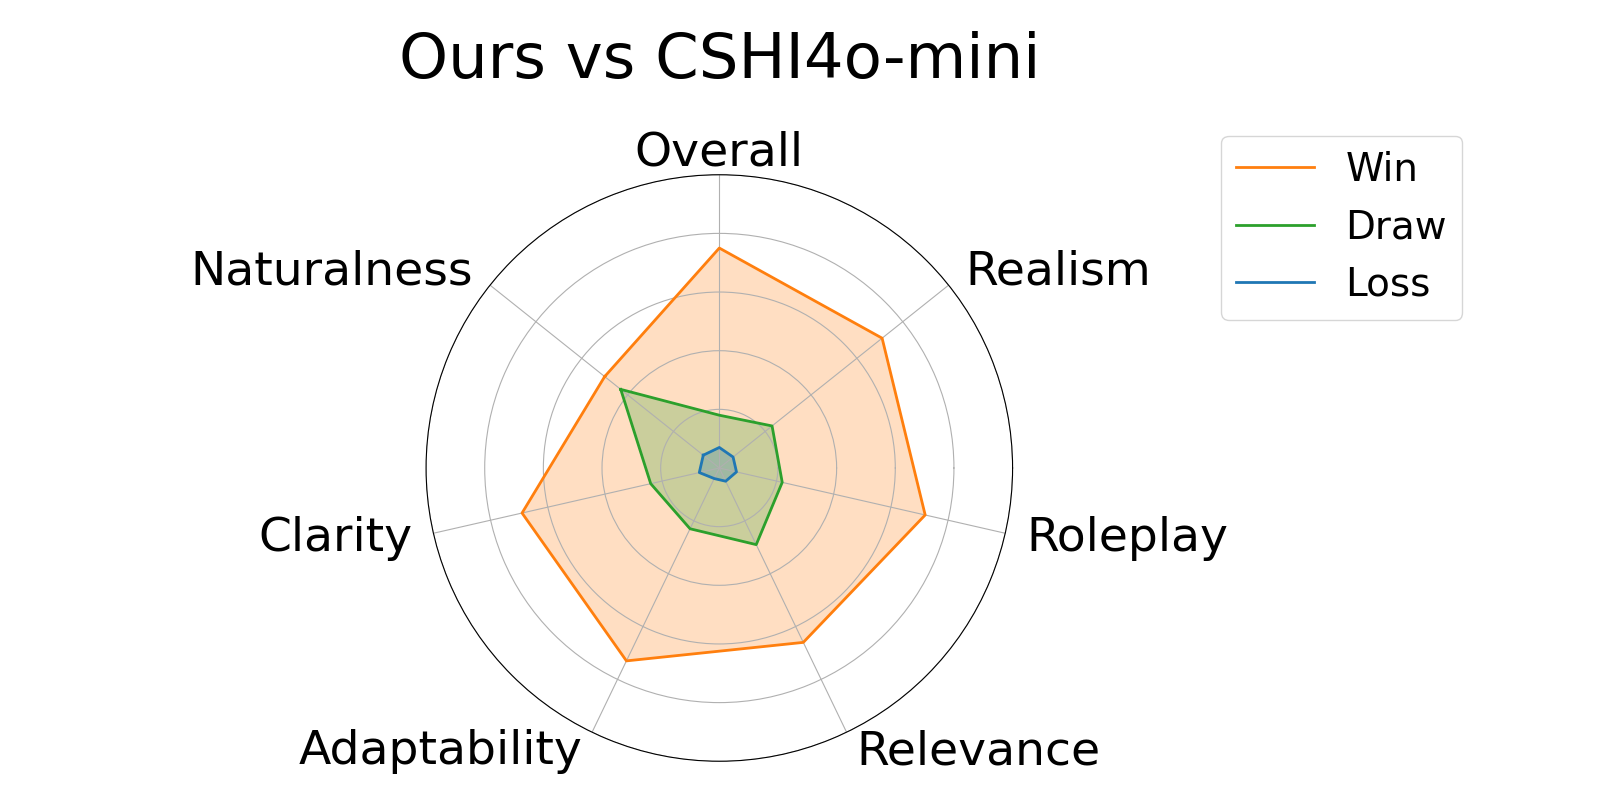 Ours vs CSHI4o-mini
Overall
Naturalness
Realism
Clarity
Roleplay
Adaptability
Relevance
Win
Draw
Loss